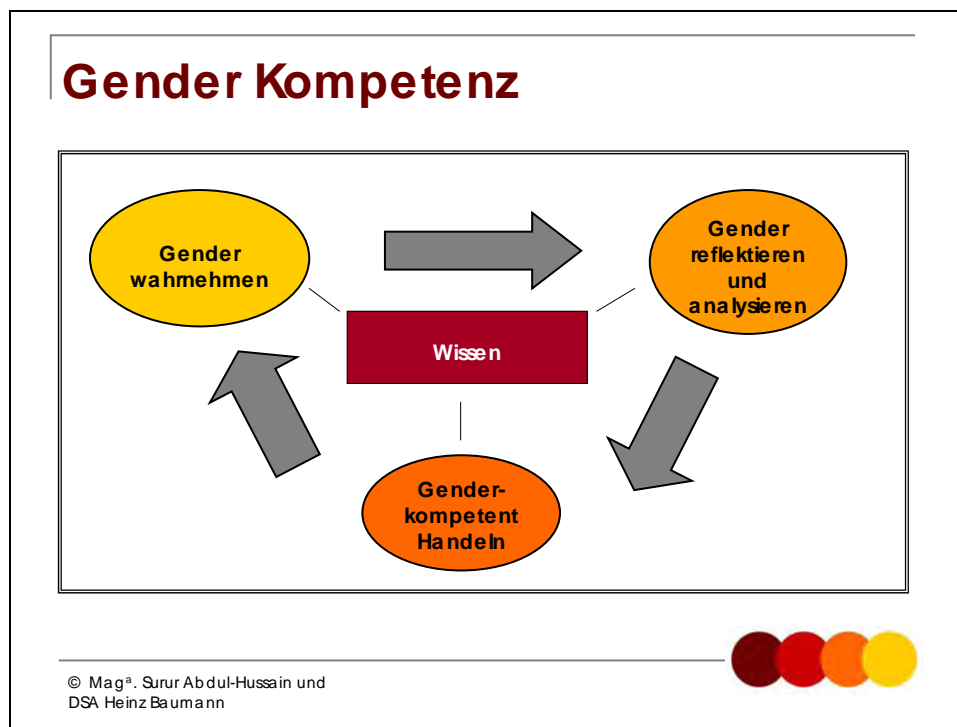 Gender Kompetenz
Gender
wahrnehmen
Gender
reflektieren
und
analysieren
Wissen
Gender-
kompetent
Handeln
© Magª. Surur Abdul-Hussain und
DSA Heinz Baumann